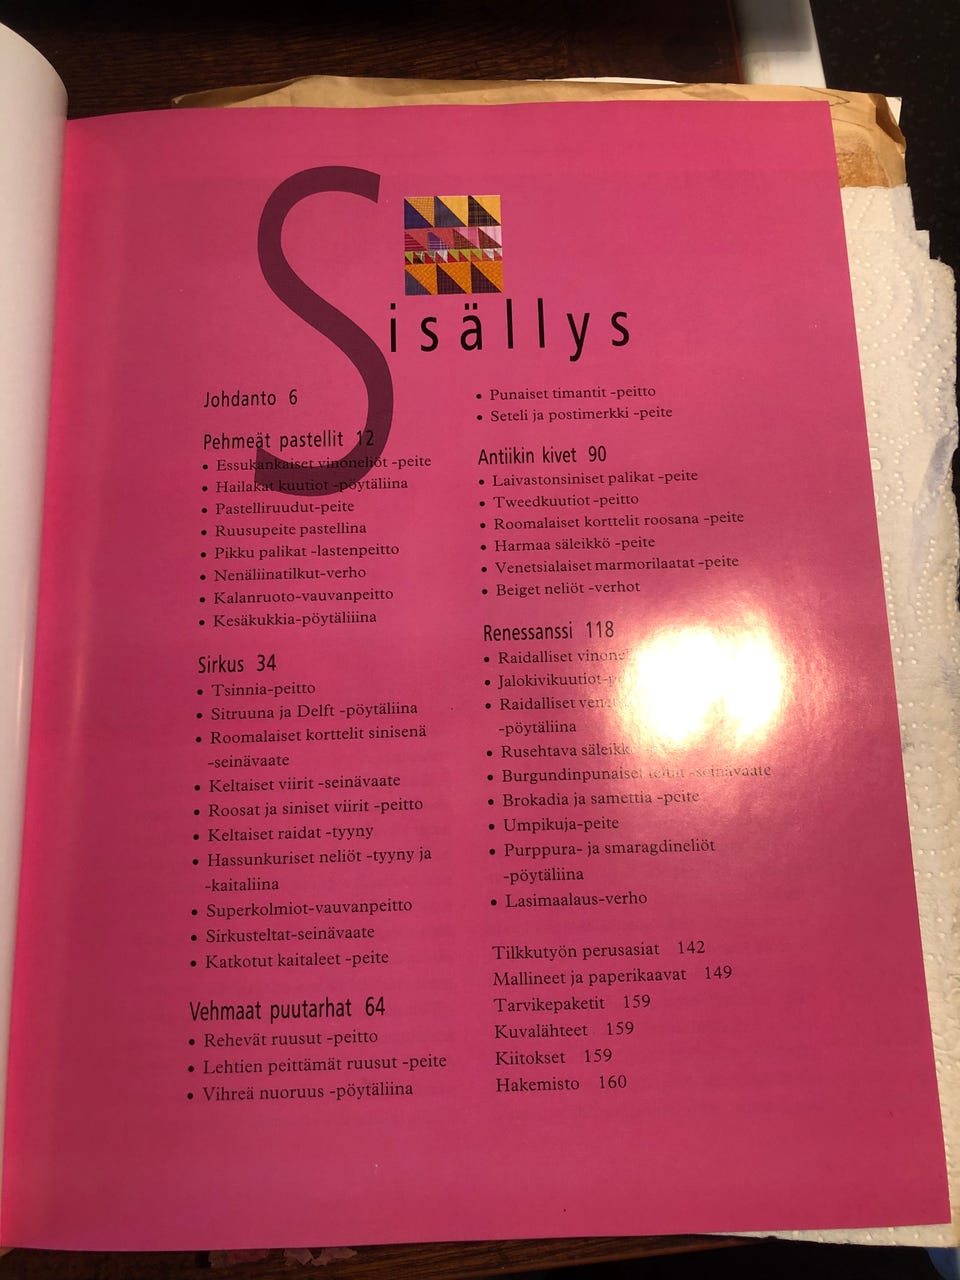 Sisällys
Johdanto 6
Pehmeät pastellit 12
• Essukankaiset vinoneliöt -peite
• Hailakat kuutiot -pöytäliina
• Pastelliruudut-peite
• Ruusupeite pastellina
• Pikku palikat -lastenpeitto
• Nenäliinatilkut-verho
• Kalanruoto-vauvanpeitto
• Kesäkukkia-pöytäliiina
Sirkus 34
• Tsinnia-peitto
• Sitruuna ja Delft -pöytäliina
• Roomalaiset korttelit sinisenä
-seinävaate
• Keltaiset viirit -seinävaate
• Roosat ja siniset viirit -peitto
• Keltaiset raidat -tyyny
• Hassunkuriset neliöt -tyyny ja
-kaitaliina
• Superkolmiot-vauvanpeitto
• Sirkusteltat-seinävaate
• Katkotut kaitaleet -peite
Vehmaat puutarhat 64
• Rehevät ruusut -peitto
• Lehtien peittämät ruusut -peite
• Vihreä nuoruus -pöytäliina
• Punaiset timantit -peitto
• Seteli ja postimerkki -peite
Antiikin kivet 90
• Laivastonsiniset palikat -peite
• Tweedkuutiot -peitto
• Roomalaiset korttelit roosana -peite
• Harmaa säleikkö -peite
• Venetsialaiset marmorilaatat -peite
• Beiget neliöt -verhot
Renessanssi 118
• Raidalliset
•
• Raidalliset
-pöytäliina
• Rusehtava
• Burgundinpunaiset -seinävaate
• Brokadia ja samettia -peite
• Umpikuja-peite
• Purppura- ja smaragdineliöt
-pöytäliina
• Lasimaalaus-verho
Tilkkutyön perusasiat 142
Mallineet ja paperikaavat 149
Tarvikepaketit 159
Kuvalähteet 159
Kiitokset 159
Hakemisto 160